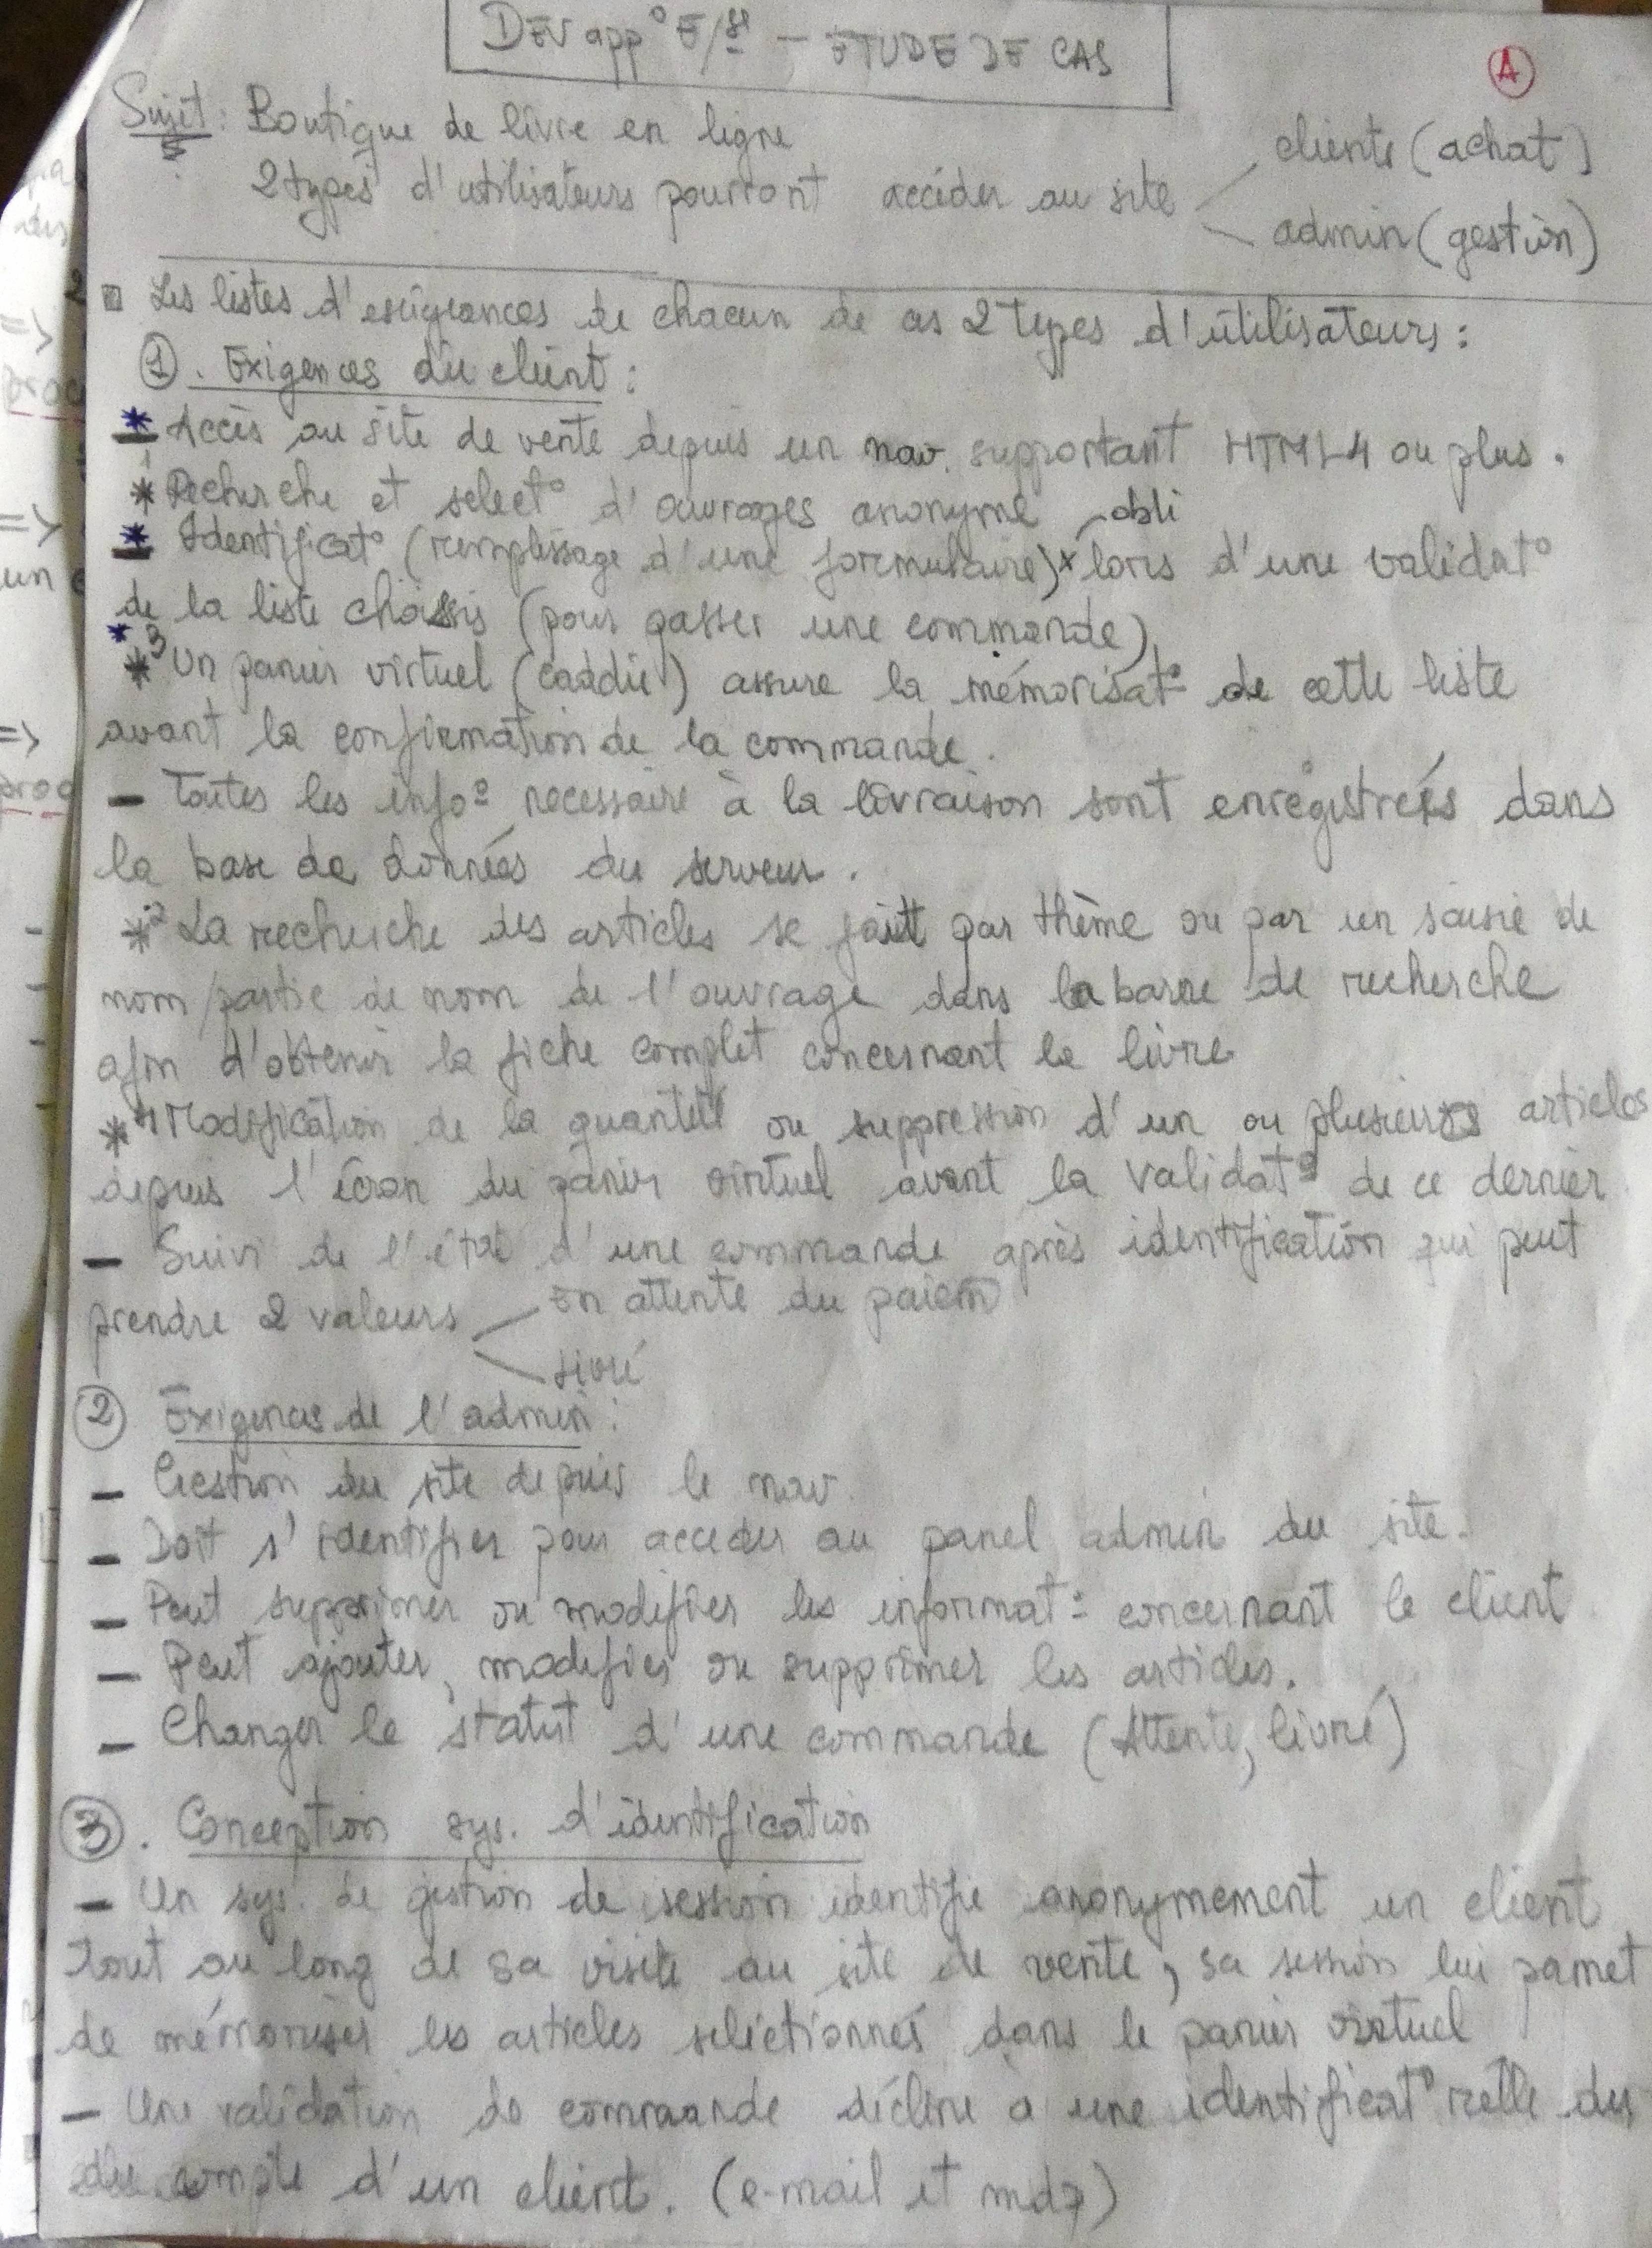 DEV app° E/se — ETUDE DE CAS
A
Sujet : Boutique de livre en ligne
2 types d'utilisateurs pourront accéder au site
clients (achat)
admin (gestion)
Les listes d'exigeances de chacun de ces 2 types d'utilisateurs :
1. Exigences du client :
* Accès au site de vente depuis un nav. supportant HTML4 ou plus.
* 1 Recherche et select° d'ouvrages anonyme
* Identificat° (remplissage d'une formulaire) x obli lors d'une validat°
de la liste choisis (pour passer une commande)
* 3 Un panier virtuel (caddie) assure la mémorisat° de cette liste
avant la confirmation de la commande.
- Toutes les info° necessaire à la livraison sont enregistrées dans
la base de données du serveur.
* 2 La recherche des articles se fait par thème ou par un saisie de
nom/partie de nom de l'ouvrage dans la barre de recherche
afin d'obtenir la fiche complet concernant le livre
* 4 Modification de la quantité ou suppression d'un ou plusieurs articles
depuis l'écran du panier virtuel avant la validat° de ce dernier
- Suivi de l'état d'une commande après identification qui peut
prendre 2 valeurs
En attente du paiem
livré
2 Exigences de l'admin :
- Gestion du site depuis le nav.
- Doit s'identifier pour acceder au panel admin du site.
- Peut supprimer ou modifier les informat° concernant le client
- Peut ajouter, modifier ou supprimer les articles.
- Changer le statut d'une commande (Attente, livré)
3. Conception sys. d'identification
- Un sys. de gestion de session identifie anonymement un client
tout au long de sa visite au site de vente, sa session lui pamet
de mémoriser les articles selectionnés dans le panier virtuel
- Une validation de commande décline à une identificat° réelle du
du compte d'un client. (e-mail et mdp)